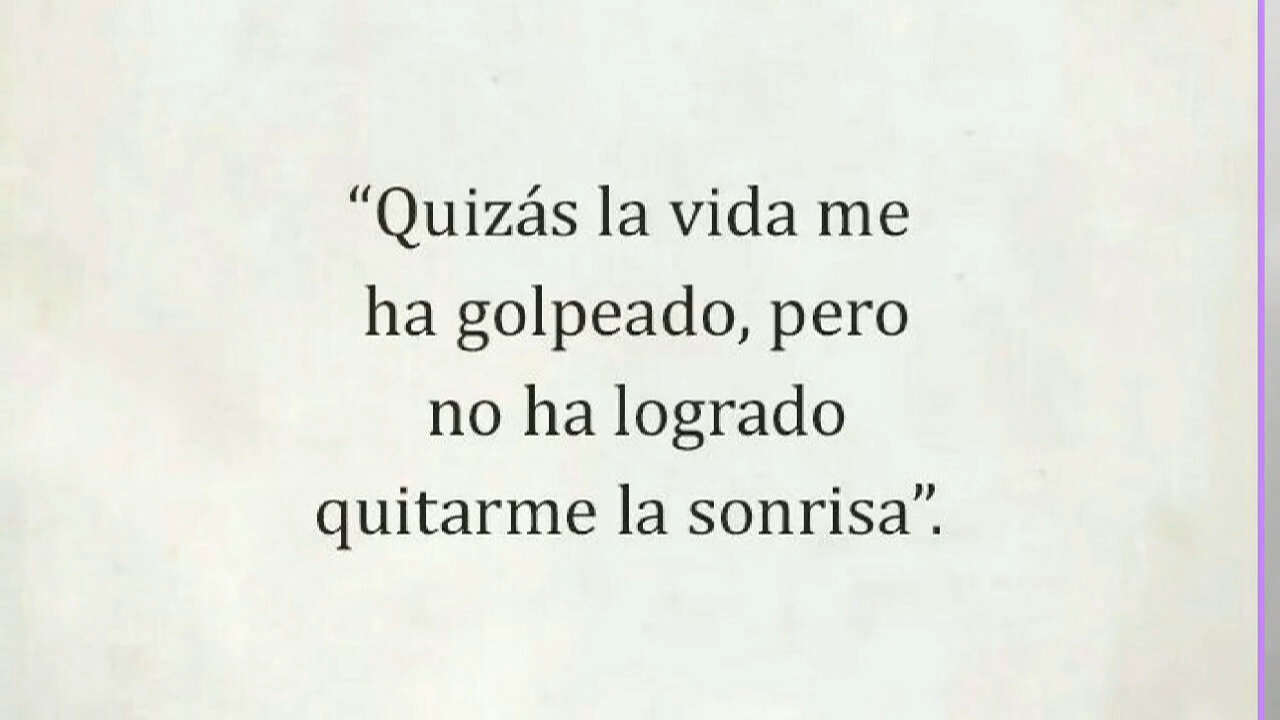 “Quizás la vida me
ha golpeado, pero
no ha logrado
quitarme la sonrisa”.